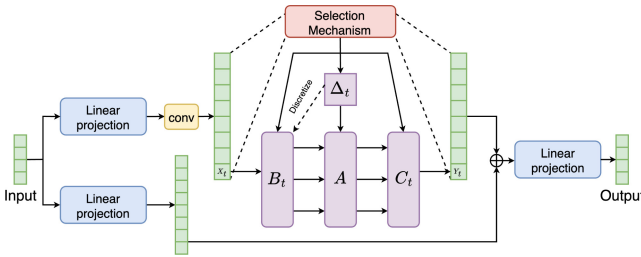 Selection
Mechanism
Linear
projection
conv
Discretize
Δt
Xt
Bt
A
Ct
Yt
Input
Linear
projection
Linear
projection
Output